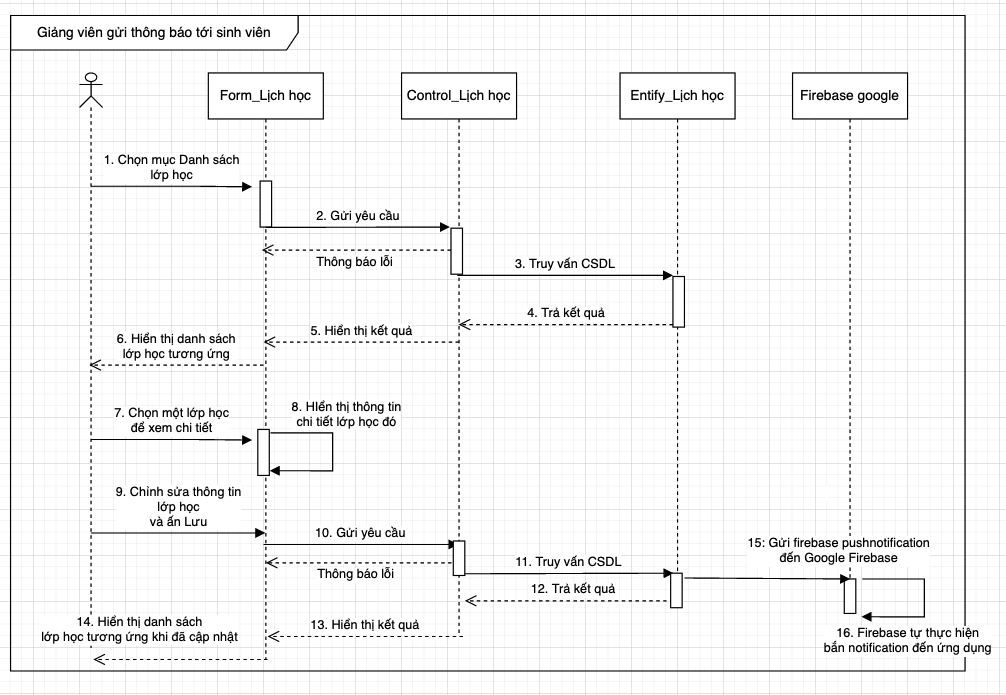 Giảng viên gửi thông báo tới sinh viên
Form_Lịch học
Control_Lịch học
Entify_Lịch học
Firebase google
1. Chọn mục Danh sách
lớp học
2. Gửi yêu cầu
Thông báo lỗi
3. Truy vấn CSDL
4. Trả kết quả
5. Hiển thị kết quả
6. Hiển thị danh sách
lớp học tương ứng
7. Chọn một lớp học
để xem chi tiết
8. HIển thị thông tin
chi tiết lớp học đó
9. Chỉnh sửa thông tin
lớp học
và ấn Lưu
10. Gửi yêu cầu
Thông báo lỗi
11. Truy vấn CSDL
12. Trả kết quả
13. Hiển thị kết quả
14. Hiển thị danh sách
lớp học tương ứng khi đã cập nhật
15: Gửi firebase pushnotification
đến Google Firebase
16. Firebase tự thực hiện
bắn notification đến ứng dụng